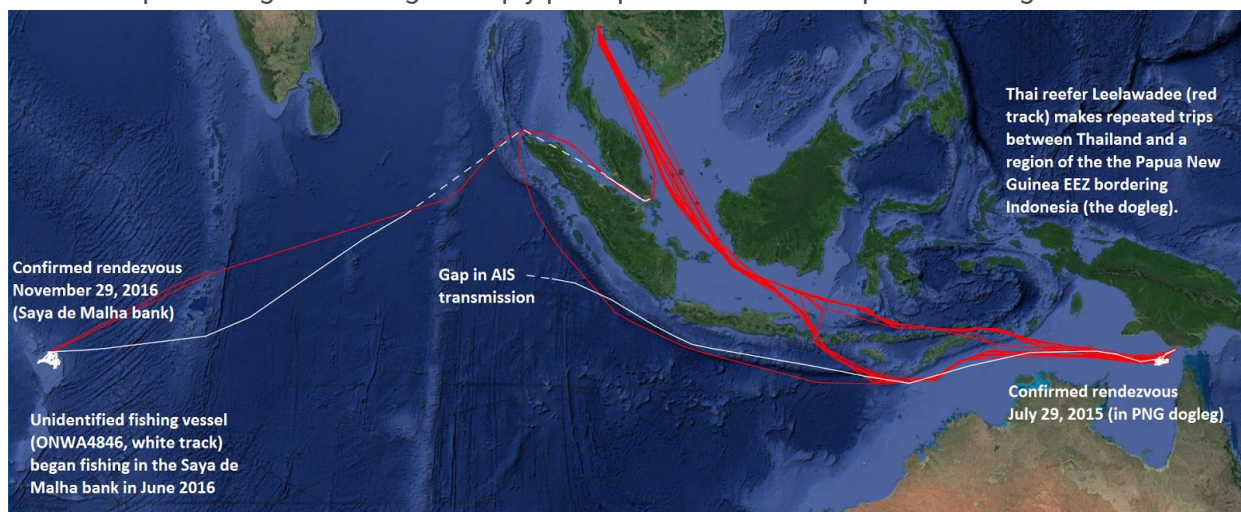 Thai reefer Leelawadee (red
track) makes repeated trips
between Thailand and a
region of the the Papua New
Guinea EEZ bordering
Indonesia (the dogleg).
Confirmed rendezvous
November 29, 2016
(Saya de Malha bank)
Gap in AIS
transmission
Confirmed rendezvous
July 29, 2015 (in PNG dogleg)
Unidentified fishing vessel
(ONWA4846, white track)
began fishing in the Saya de
Malha bank in June 2016